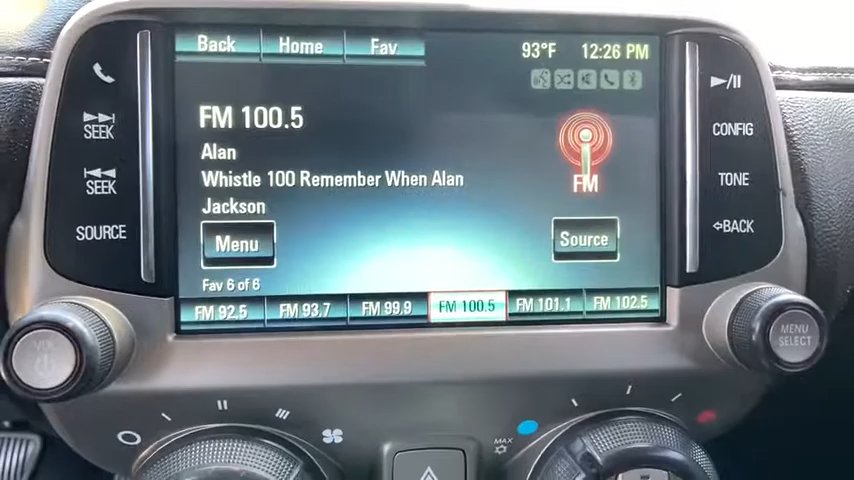 Back Home Fav 93°F 12:26 PM
SEEK
SEEK
SOURCE
FM 100.5
Alan
Whistle 100 Remember When Alan
Jackson
FM
Menu
Source
Fav 6 of 6
FM 92.5 FM 93.7 FM 99.9 FM 100.5 FM 101.1 FM 102.5
CONFIG
TONE
BACK
VOL
MENU
SELECT
MAX